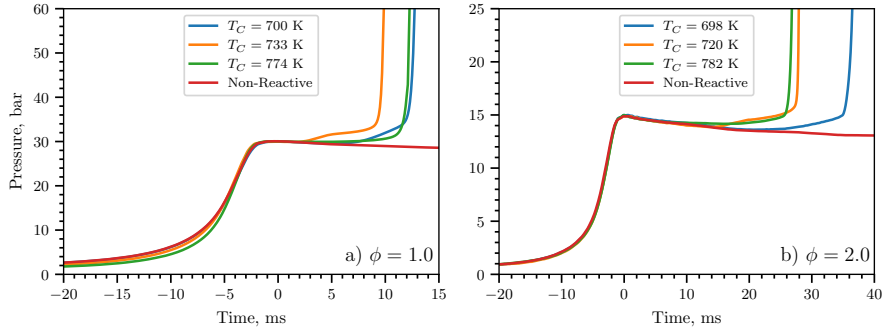 Pressure, bar
60
50
40
30
20
10
0
T_C = 700 K
T_C = 733 K
T_C = 774 K
Non-Reactive
a) ϕ = 1.0
−20 −15 −10 −5 0 5 10 15
Time, ms
25
20
15
10
5
0
T_C = 698 K
T_C = 720 K
T_C = 782 K
Non-Reactive
b) ϕ = 2.0
−20 −10 0 10 20 30 40
Time, ms